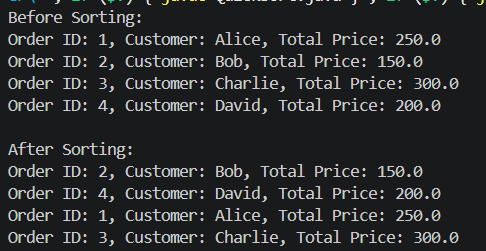 Before Sorting:
Order ID: 1, Customer: Alice, Total Price: 250.0
Order ID: 2, Customer: Bob, Total Price: 150.0
Order ID: 3, Customer: Charlie, Total Price: 300.0
Order ID: 4, Customer: David, Total Price: 200.0

After Sorting:
Order ID: 2, Customer: Bob, Total Price: 150.0
Order ID: 4, Customer: David, Total Price: 200.0
Order ID: 1, Customer: Alice, Total Price: 250.0
Order ID: 3, Customer: Charlie, Total Price: 300.0